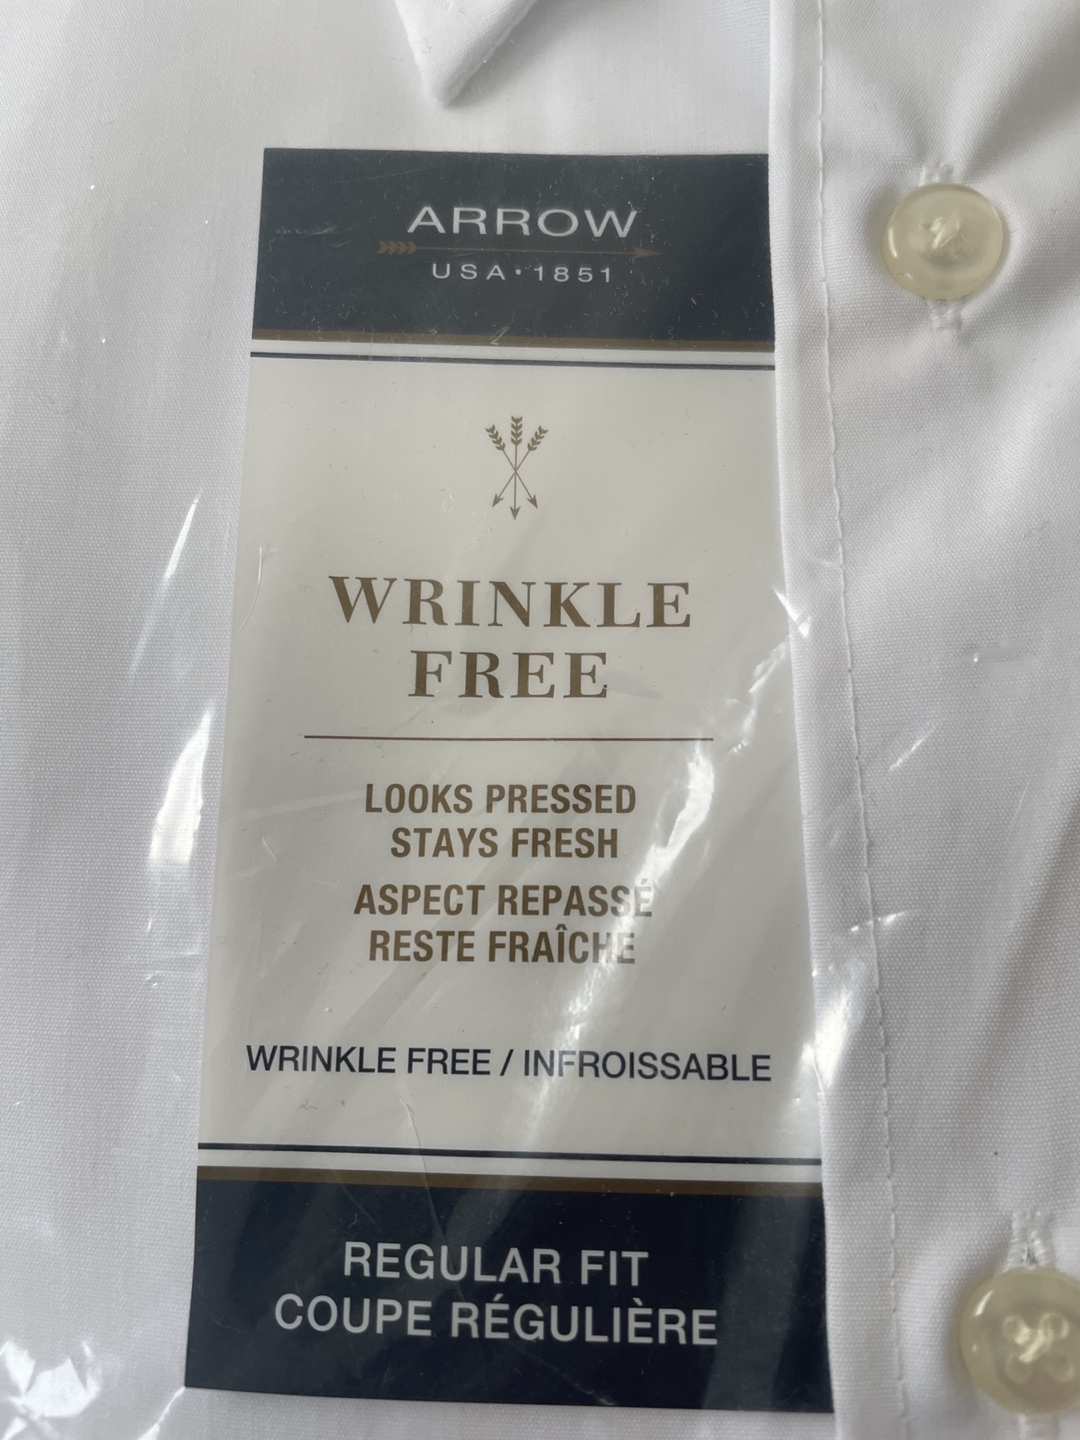 ARROW
USA•1851
WRINKLE
FREE
LOOKS PRESSED
STAYS FRESH
ASPECT REPASSÉ
RESTE FRAÎCHE
WRINKLE FREE / INFROISSABLE
REGULAR FIT
COUPE RÉGULIÈRE